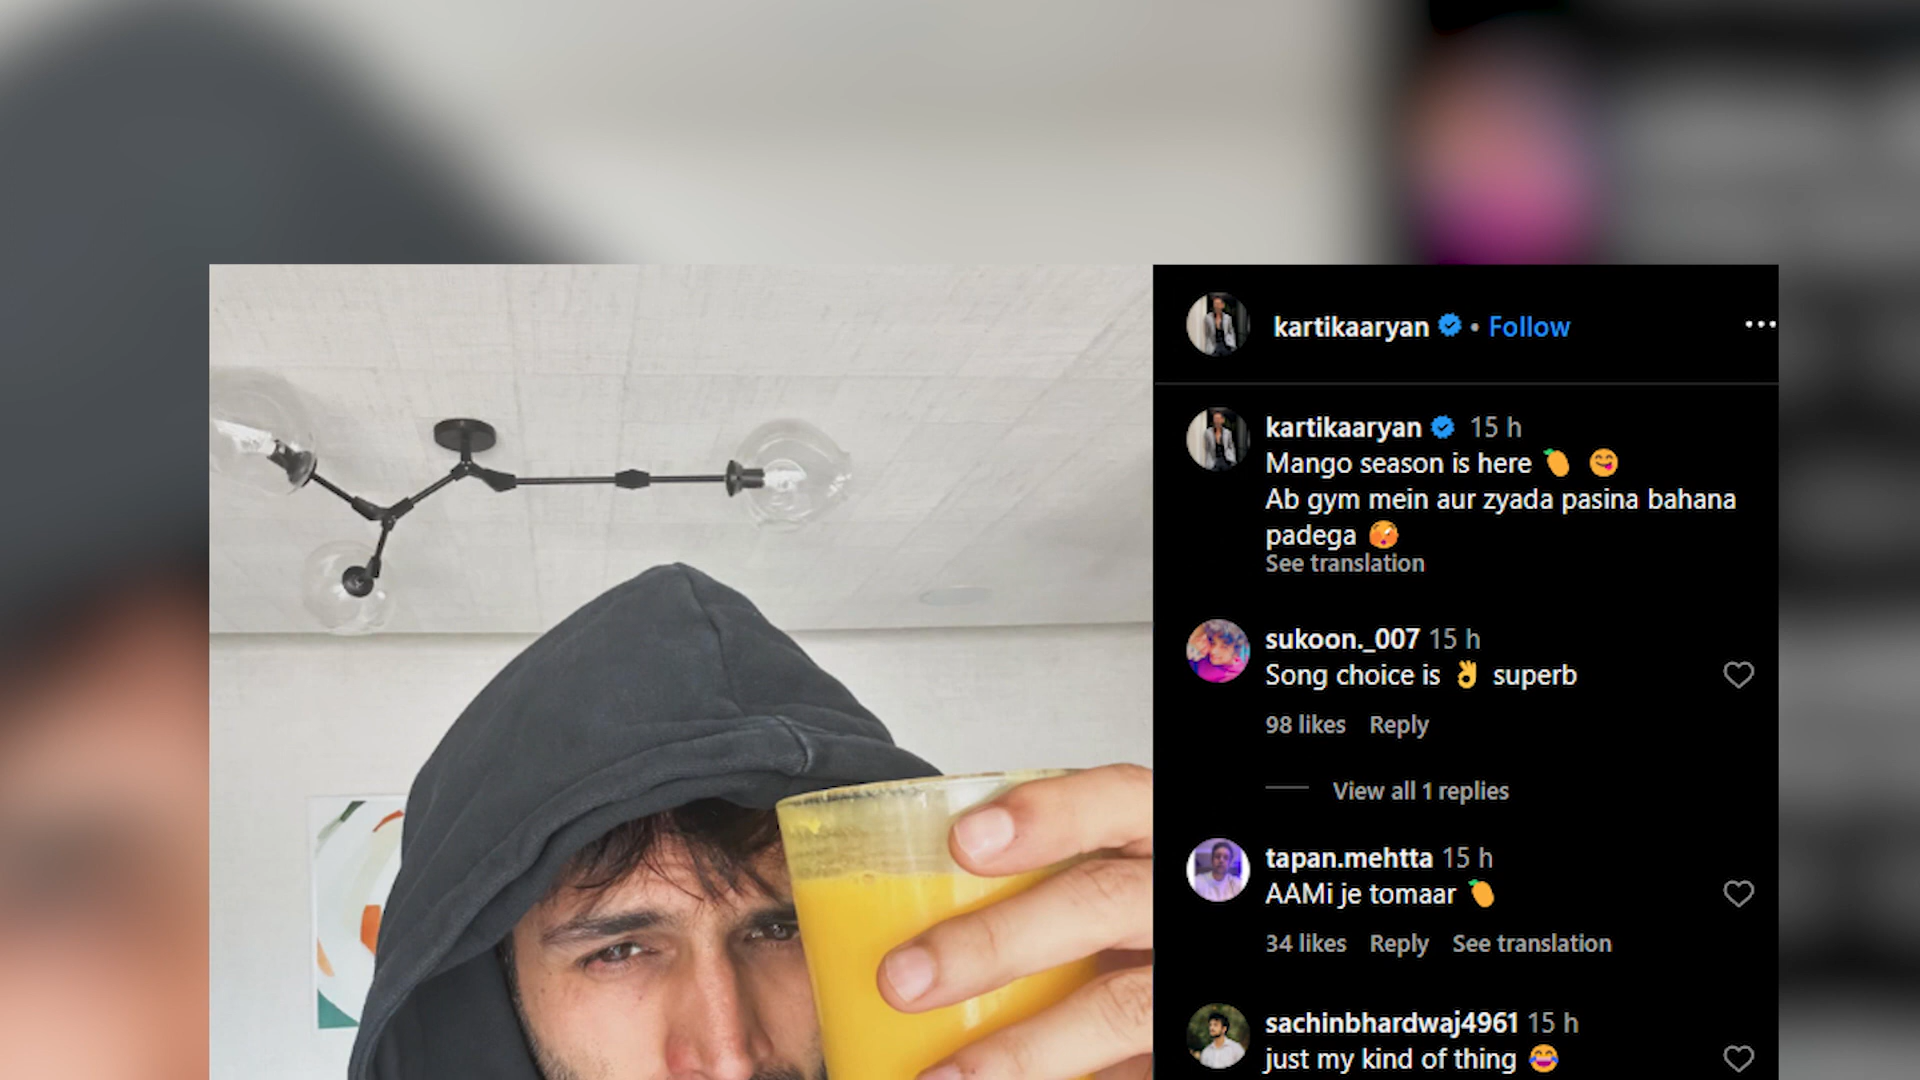 kartikaaryan • Follow
kartikaaryan 15 h
Mango season is here 🥭 😋
Ab gym mein aur zyada pasina bahana
padega 🥵
See translation
sukoon._007 15 h
Song choice is 👌 superb
98 likes Reply
View all 1 replies
tapan.mehtta 15 h
AAMi je tomaar 🥭
34 likes Reply See translation
sachinbhardwaj4961 15 h
just my kind of thing 😂